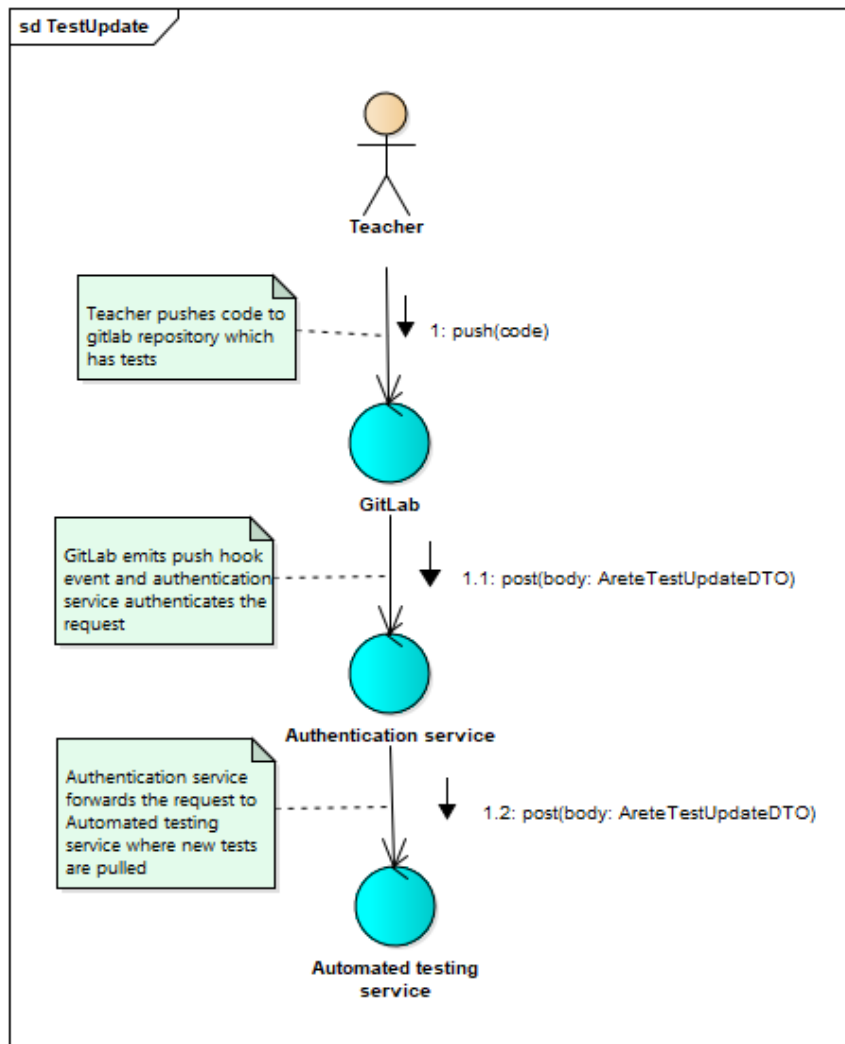 sd TestUpdate
Teacher
Teacher pushes code to
gitlab repository which
has tests
1: push(code)
GitLab
GitLab emits push hook
event and authentication
service authenticates the
request
1.1: post(body: AreteTestUpdateDTO)
Authentication service
Authentication service
forwards the request to
Automated testing
service where new tests
are pulled
1.2: post(body: AreteTestUpdateDTO)
Automated testing
service